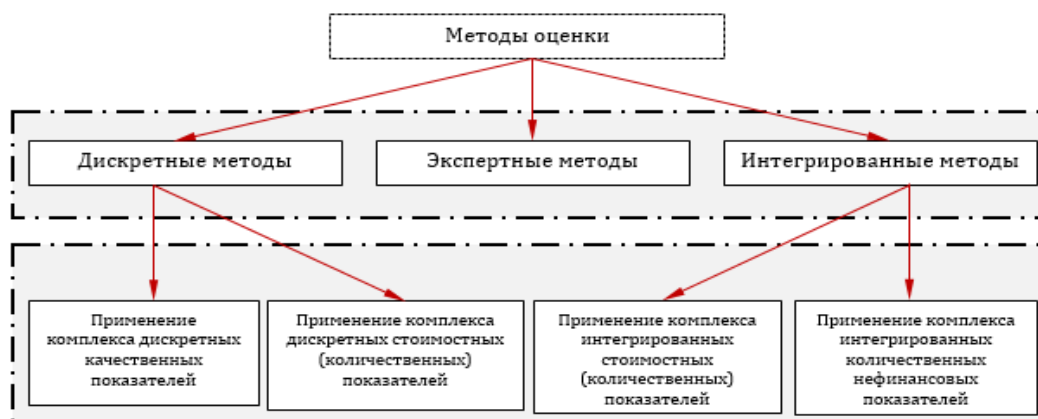 Методы оценки
Дискретные методы
Экспертные методы
Интегрированные методы
Применение
комплекса дискретных
качественных
показателей
Применение комплекса
дискретных стоимостных
(количественных)
показателей
Применение комплекса
интегрированных
стоимостных
(количественных)
показателей
Применение комплекса
интегрированных
количественных
нефинансовых
показателей